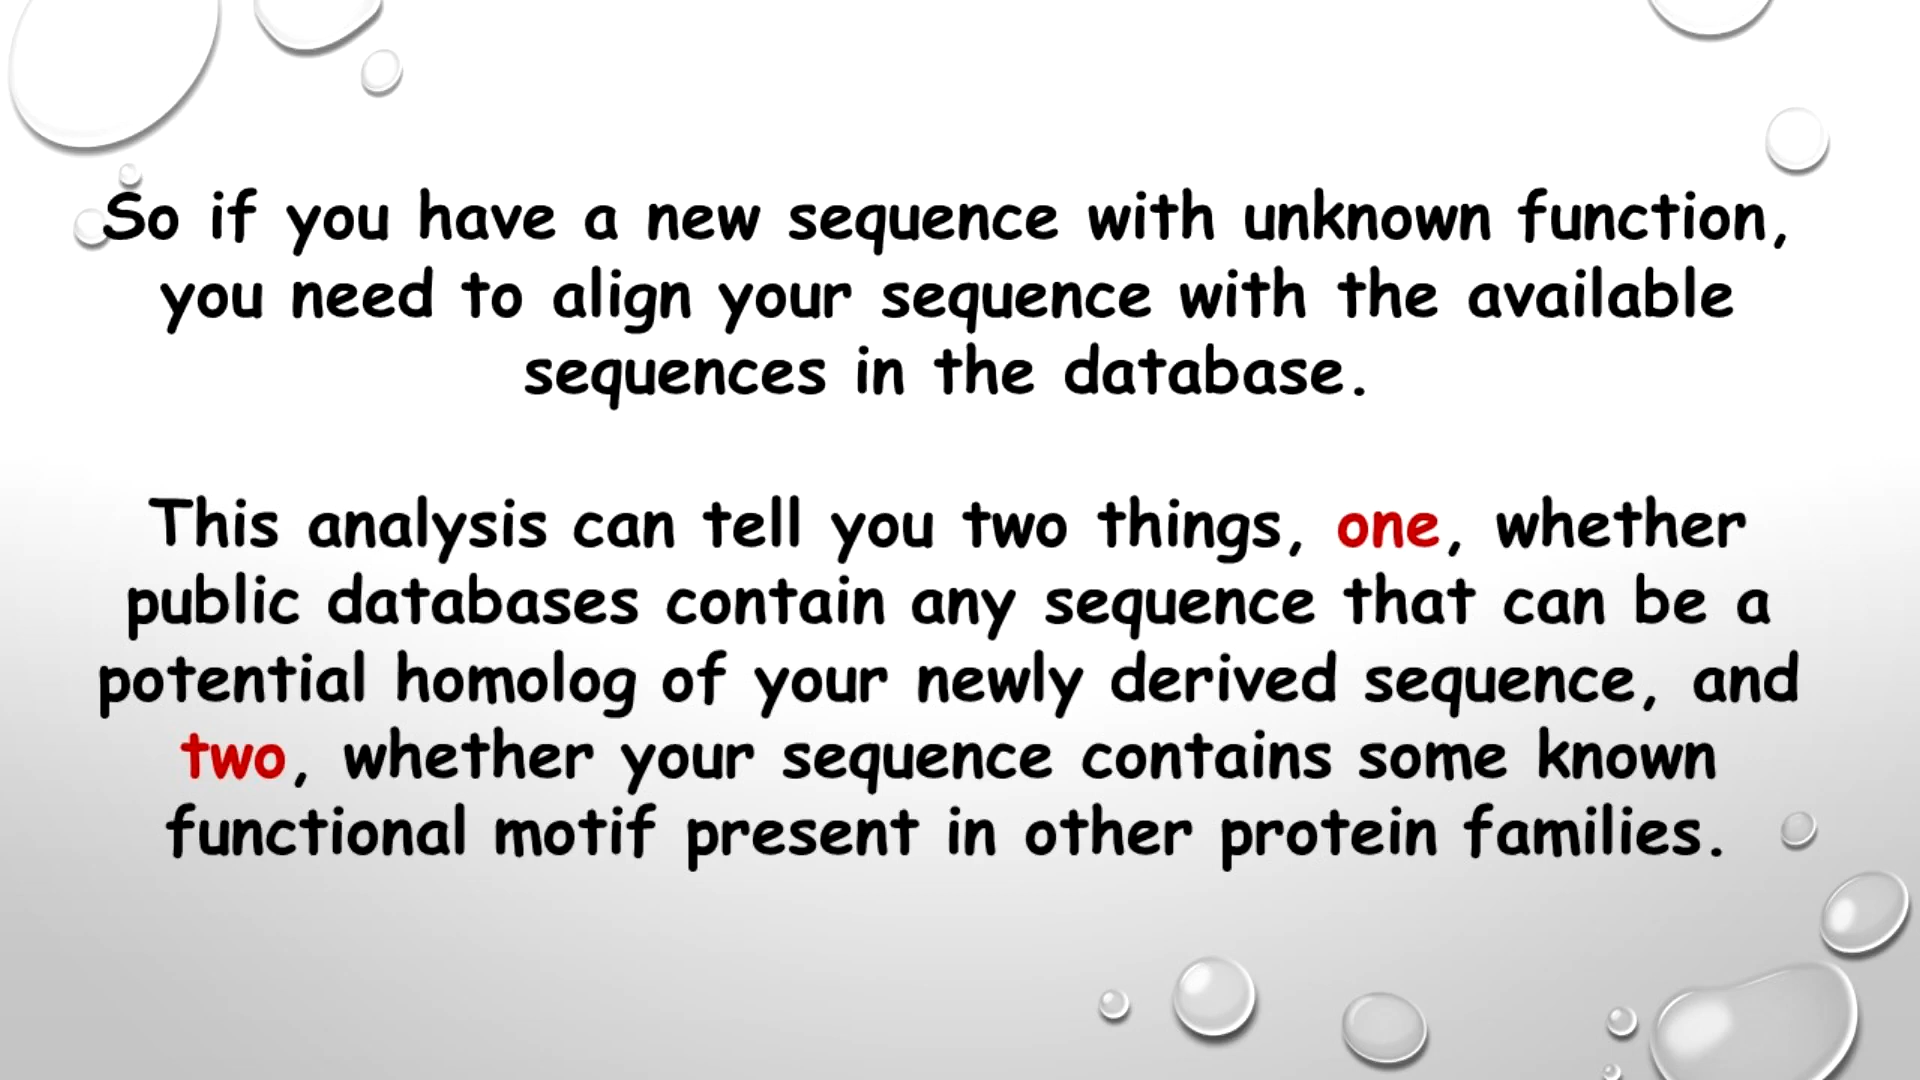 So if you have a new sequence with unknown function,
you need to align your sequence with the available
sequences in the database.
This analysis can tell you two things, one, whether
public databases contain any sequence that can be a
potential homolog of your newly derived sequence, and
two, whether your sequence contains some known
functional motif present in other protein families.